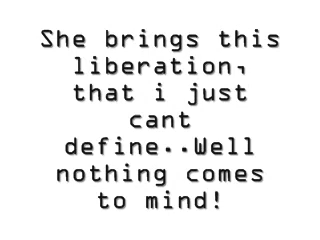 She brings this
liberation,
that i just
cant
define..Well
nothing comes
to mind!